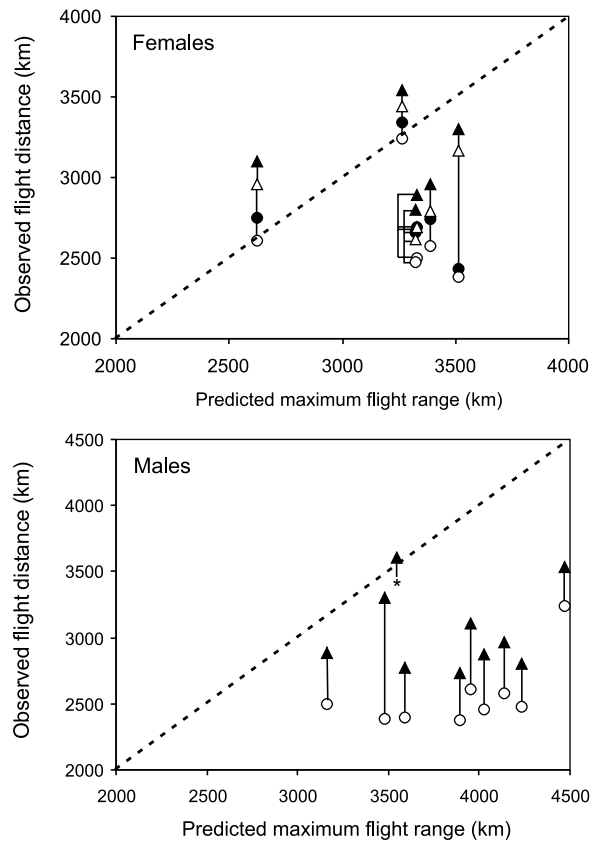 Females
Observed flight distance (km)
4000
3500
3000
2500
2000
2000 2500 3000 3500 4000
Predicted maximum flight range (km)
Males
Observed flight distance (km)
4500
4000
3500
3000
2500
2000
*
2000 2500 3000 3500 4000 4500
Predicted maximum flight range (km)